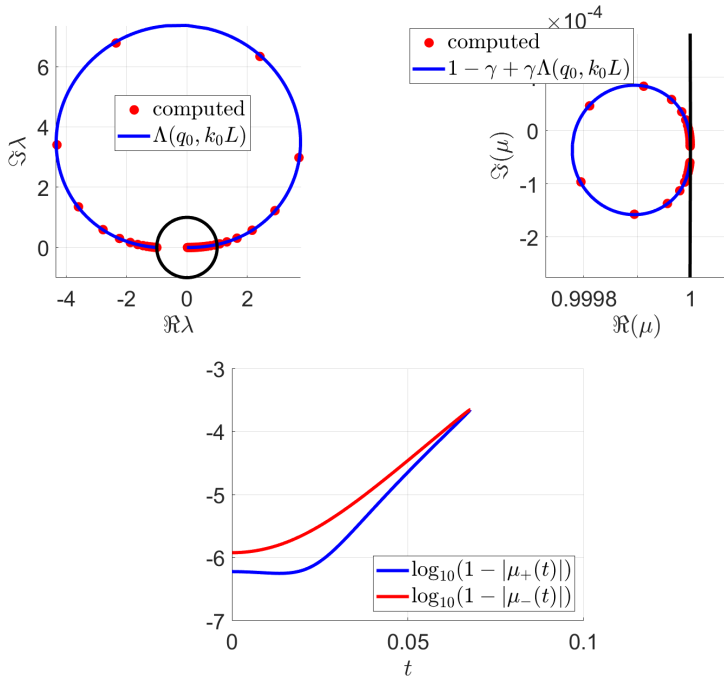 6
4
2
0
ℑλ
-4
-2
0
2
ℜλ
computed
Λ(q₀, k₀L)
×10⁻⁴
computed
1 − γ + γΛ(q₀, k₀L)
0
-1
-2
ℑ(μ)
0.9998
1
ℜ(μ)
-3
-4
-5
-6
-7
0
0.05
0.1
t
log₁₀(1 − |μ₊(t)|)
log₁₀(1 − |μ₋(t)|)